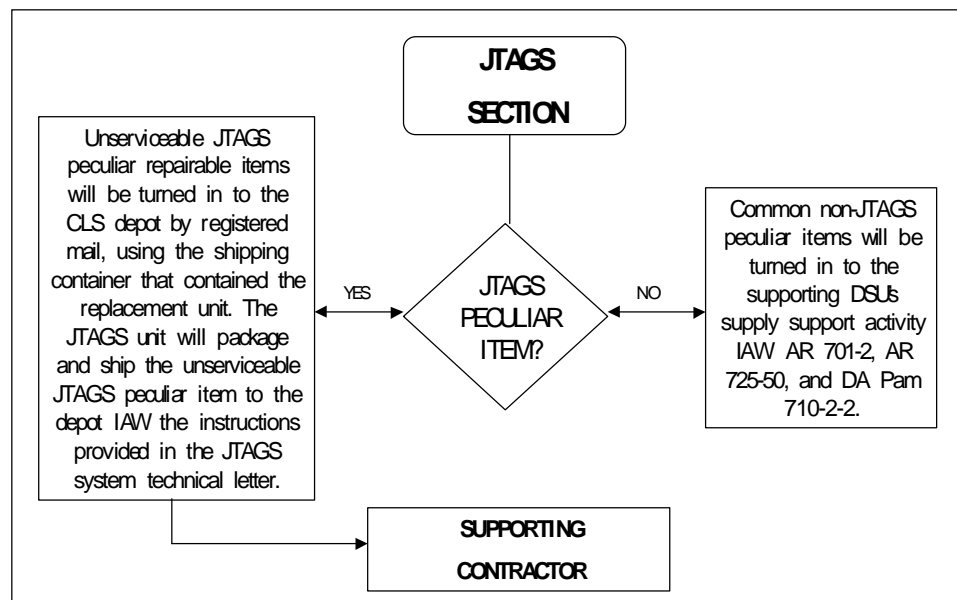 JTAGS
SECTION
Unserviceable JTAGS
peculiar repairable items
will be turned in to the
CLS depot by registered
mail, using the shipping
container that contained the
replacement unit. The
JTAGS unit will package
and ship the unserviceable
JTAGS peculiar item to the
depot IAW the instructions
provided in the JTAGS
system technical letter.
YES
JTAGS
PECULIAR
ITEM?
NO
Common non-JTAGS
peculiar items will be
turned in to the
supporting DSU's
supply support activity
IAW AR 701-2, AR
725-50, and DA Pam
710-2-2.
SUPPORTING
CONTRACTOR